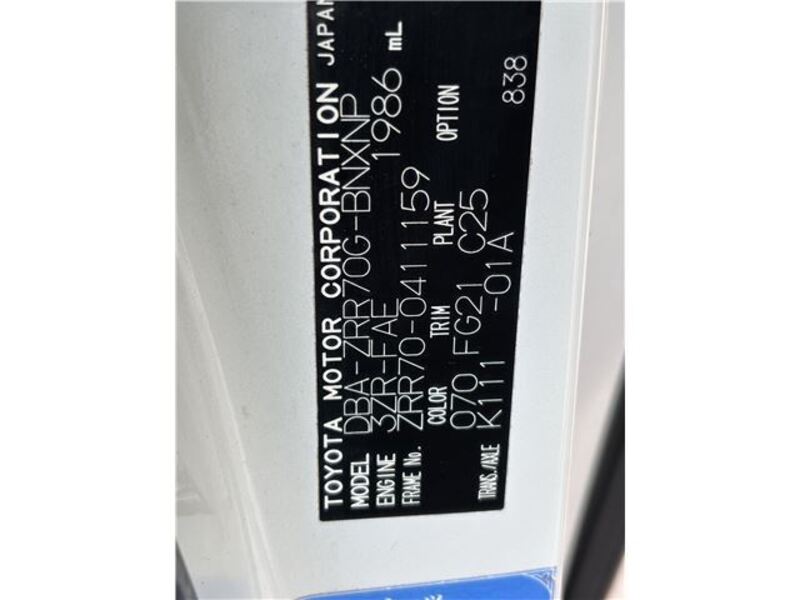 TOYOTA MOTOR CORPORATION JAPAN
MODEL DBA-ZRR70G-BNXNP
ENGINE 3ZR-FAE 1986 mL
FRAME No. ZRR70-0411159
COLOR TRIM PLANT OPTION
070 FG21 C25 838
TRANS./AXLE K111 -01A